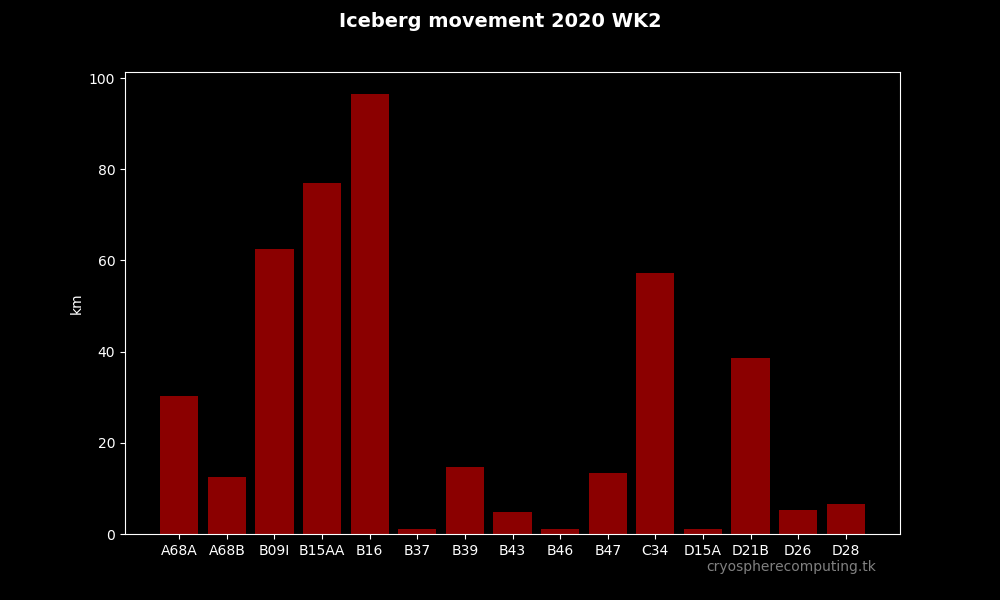 Iceberg movement 2020 WK2
100
80
60
40
20
0
km
A68A A68B B09I B15AA B16 B37 B39 B43 B46 B47 C34 D15A D21B D26 D28
cryospherecomputing.tk